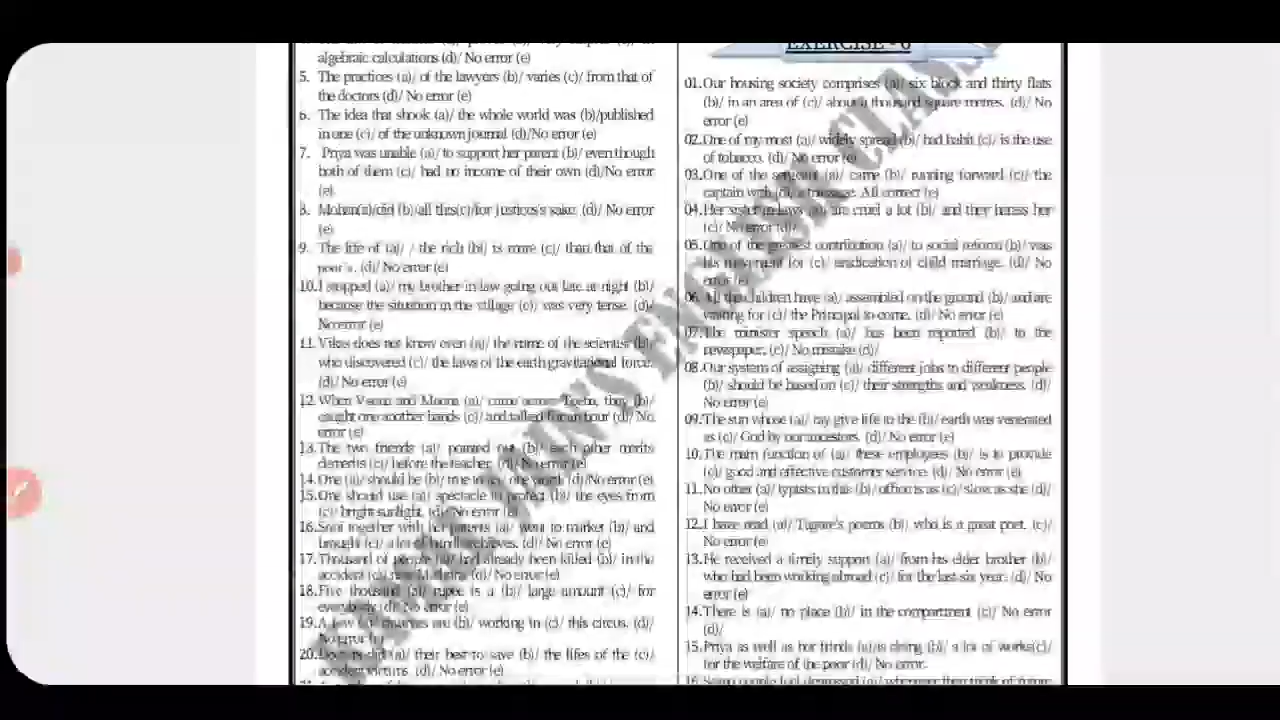 algebraic calculations (d)/ No error (e)
5. The practices (a)/ of the lawyers (b)/ varies (c)/ from that of
the doctors (d)/ No error (e)
6. The idea that shook (a)/ the whole world was (b)/published
in one (c)/ of the unknown journal (d)/No error (e)
7. Priya was unable (a)/ to support her parent (b)/ even though
both of them (c)/ had no income of their own (d)/No error
(e)
8. Mohan(a)/did (b)/all this(c)/for justices's sake. (d)/ No error
(e)
9. The life of (a)/ / the rich (b)/ is more (c)/ than that of the
poor's. (d)/ No error (e)
10. I stopped (a)/ my brother in law going out late at night (b)/
because the situation in the village (c)/ was very tense. (d)/
No error (e)
11. Vikas does not know even (a)/ the name of the scientist (b)/
who discovered (c)/ the laws of the earth gravitational force.
(d)/ No error (e)
12. When Veena and Meena (a)/ came across (b)/
caught one another hands (c)/ and talked for an hour (d)/ No
error (e)
13. The two friends (a)/ pointed out (b)/ each other merits
demerits (c)/ before the teacher. (d)/ No error (e)
14. One (a)/ should be (b)/ true to (c)/ one (d)/No error (e)
15. One should use (a)/ spectacle to protect (b)/ the eyes from
(c)/ bright sunlight. (d)/ No error (e)
16. together with her parents (a)/ went to market (b)/ and
brought (c)/ a lot of (d)/ No error (e)
17. Thousand of people (a)/ had already been killed (b)/ in the
accident (c)/ (d)/ No error (e)
18. Five thousand (a)/ rupee is a (b)/ large amount (c)/ for
everybody. (d)/ No error (e)
19. A few (a)/ are (b)/ working in (c)/ this circus. (d)/
No error (e)
20. Doctors did (a)/ their best to save (b)/ the lifes of the (c)/
accident victims. (d)/ No error (e)
EXERCISE - 6
01. Our housing society comprises (a)/ six block and thirty flats
(b)/ in an area of (c)/ about a thousand square metres. (d)/ No
error (e)
02. One of my most (a)/ widely spread (b)/ bad habit (c)/ is the use
of tobacco. (d)/ No error (e)
03. One of the sergeant (a)/ came (b)/ running forward (c)/ the
captain with (d)/ a message. All correct (e)
04. Her sister in laws (a)/ are cruel a lot (b)/ and they harass her
(c)/ No error (d)/
05. One of the greatest contribution (a)/ to social reform (b)/ was
his movement for (c)/ eradication of child marriage. (d)/ No
error (e)
06. All the children have (a)/ assembled on the ground (b)/ and are
waiting for (c)/ the Principal to come. (d)/ No error (e)
07. The minister speech (a)/ has been reported (b)/ to the
newspaper. (c)/ No mistake (d)/
08. Our system of assigning (a)/ different jobs to different people
(b)/ should be based on (c)/ their strengths and weakness. (d)/
No error (e)
09. The sun whose (a)/ ray give life to the (b)/ earth was venerated
as (c)/ God by our ancestors. (d)/ No error (e)
10. The main function of (a)/ these employees (b)/ is to provide
(c)/ good and effective customer service. (d)/ No error (e)
11. No other (a)/ typists in this (b)/ office is as (c)/ slow as she (d)/
No error (e)
12. I have read (a)/ Tagore's poems (b)/ who is a great poet. (c)/
No error (e)
13. He received a timely support (a)/ from his elder brother (b)/
who had been working abroad (c)/ for the last six year. (d)/ No
error (e)
14. There is (a)/ no place (b)/ in the compartment (c)/ No error
(d)/
15. Priya as well as her (a)/is doing (b)/ a lot of works(c)/
for the welfare of the poor (d)/ No error.
16. Some people feel depressed (a)/ whenever they think of future